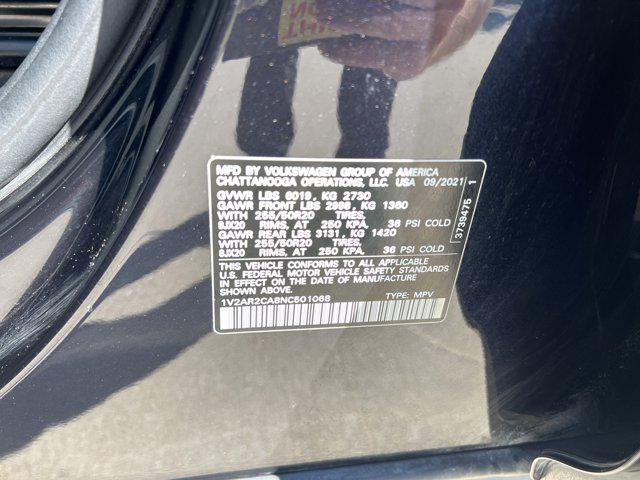 MFD BY VOLKSWAGEN GROUP OF AMERICA
CHATTANOOGA OPERATIONS, LLC. USA 09/2021
GVWR LBS 6019, KG 2730
GAWR FRONT LBS 2998, KG 1360
WITH 255/50R20 TIRES,
8JX20 RIMS, AT 250 KPA, 36 PSI COLD
GAWR REAR LBS 3131, KG 1420
WITH 255/50R20 TIRES,
8JX20 RIMS, AT 250 KPA, 36 PSI COLD
THIS VEHICLE CONFORMS TO ALL APPLICABLE
U.S. FEDERAL MOTOR VEHICLE SAFETY STANDARDS
IN EFFECT ON THE DATE OF MANUFACTURE
SHOWN ABOVE
1V2AR2CA8NC501068 TYPE: MPV
3739475 1